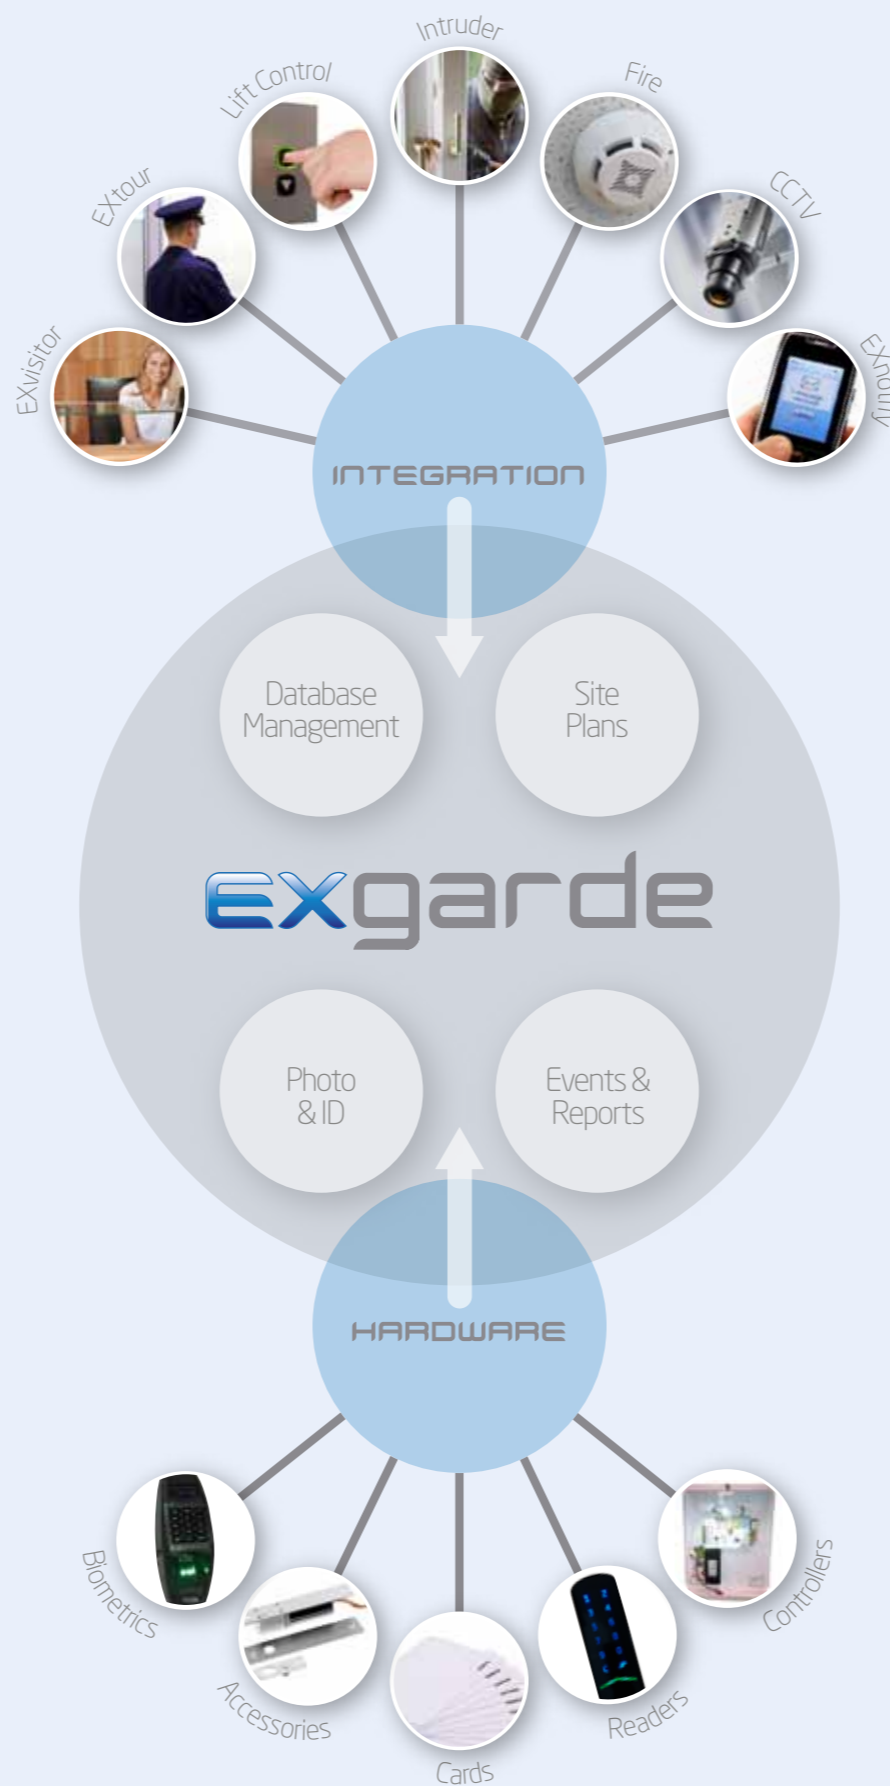 Intruder
Lift Control
Fire
EXtour
CCTV
EXvisitor
EXnotify
INTEGRATION
Database
Management
Site
Plans
EXgarde
Photo
& ID
Events &
Reports
HARDWARE
Biometrics
Controllers
Accessories
Readers
Cards